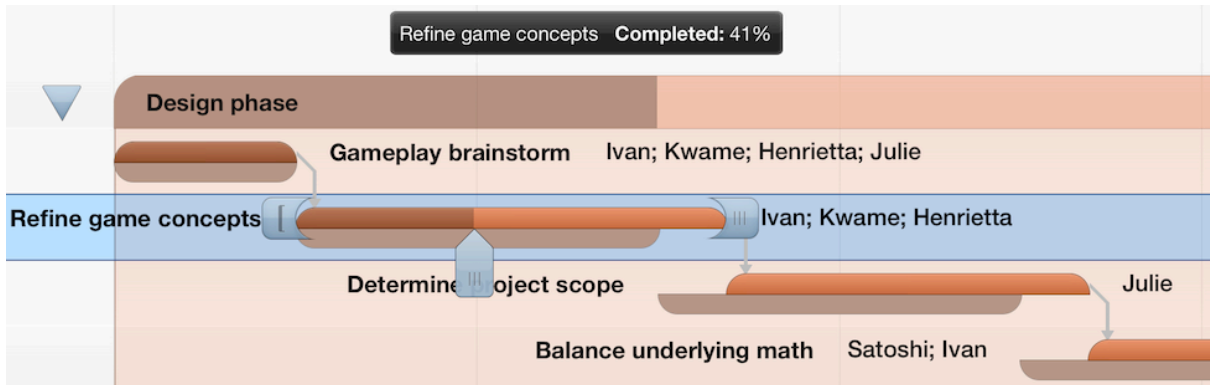 Refine game concepts Completed: 41%
Design phase
Gameplay brainstorm Ivan; Kwame; Henrietta; Julie
Refine game concepts Ivan; Kwame; Henrietta
Determine project scope Julie
Balance underlying math Satoshi; Ivan